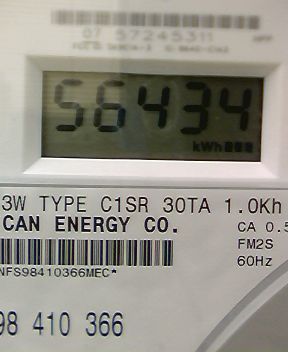 07 57245311
56434
kWh
3W TYPE C1SR 30TA 1.0Kh
CAN ENERGY CO.
CA 0.5
FM2S
60Hz
NFS98410366MEC*
98 410 366